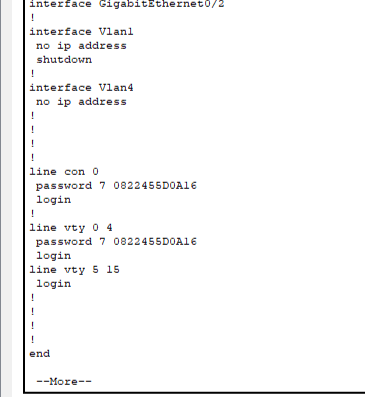 interface GigabitEthernet0/2
!
interface Vlan1
no ip address
shutdown
!
interface Vlan4
no ip address
!
!
!
!
line con 0
password 7 0822455D0A16
login
!
line vty 0 4
password 7 0822455D0A16
login
line vty 5 15
login
!
!
!
!
end
--More--